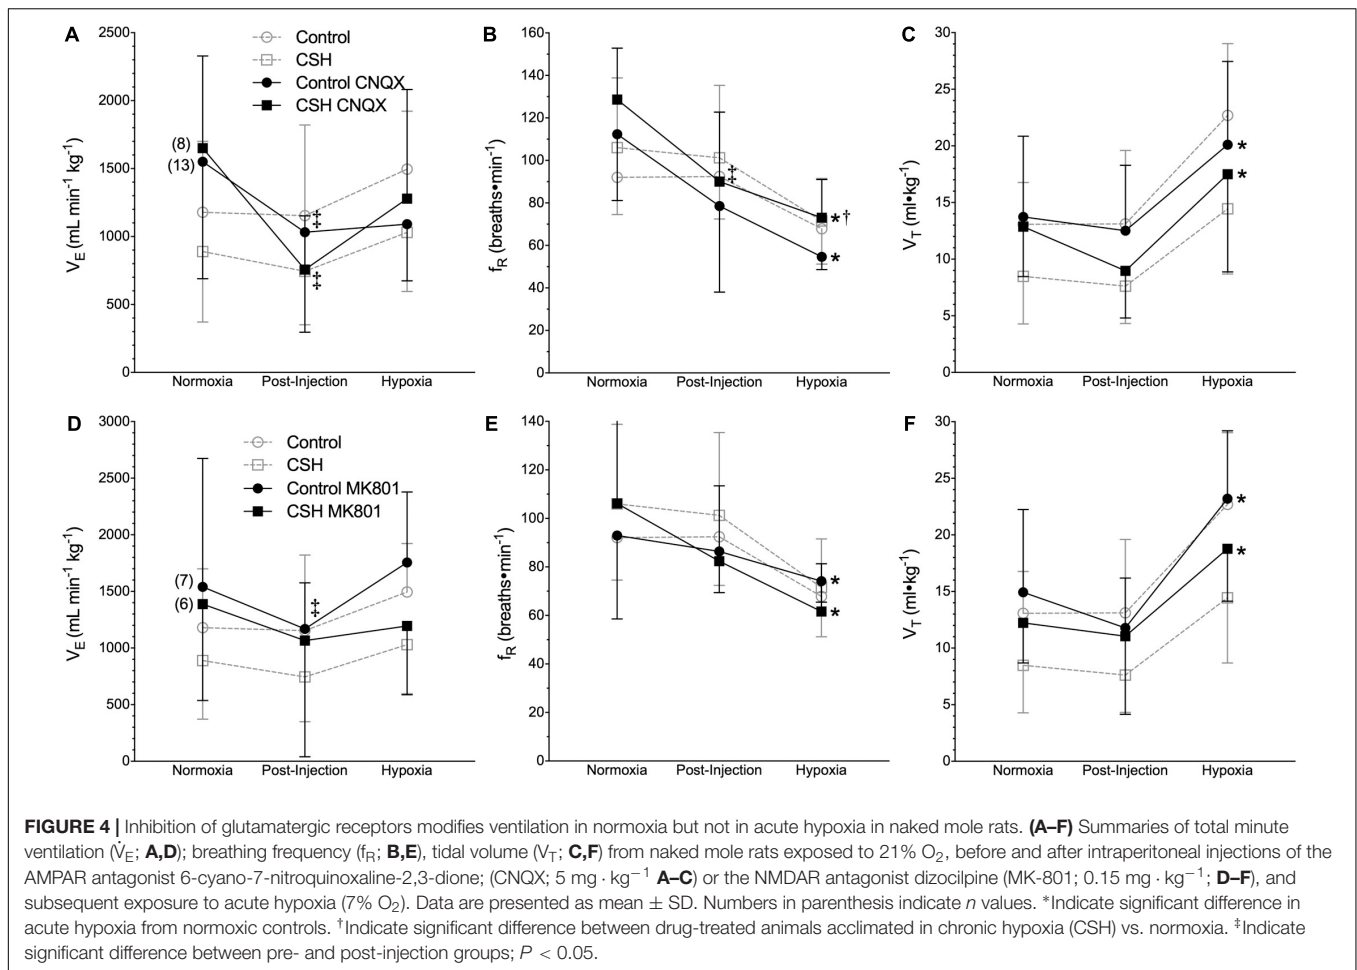 A
2500
2000
1500
1000
500
0
V_E (mL min⁻¹ kg⁻¹)
Control
CSH
Control CNQX
CSH CNQX
(8)
(13)
‡
‡
Normoxia Post-Injection Hypoxia
B
160
140
120
100
80
60
40
20
0
f_R (breaths•min⁻¹)
‡
*†
*
Normoxia Post-Injection Hypoxia
C
30
25
20
15
10
5
0
V_T (ml•kg⁻¹)
*
*
Normoxia Post-Injection Hypoxia
D
3000
2500
2000
1500
1000
500
0
V_E (mL min⁻¹ kg⁻¹)
Control
CSH
Control MK801
CSH MK801
(7)
(6)
‡
Normoxia Post-Injection Hypoxia
E
140
120
100
80
60
40
20
0
f_R (breaths•min⁻¹)
*
*
Normoxia Post-Injection Hypoxia
F
30
25
20
15
10
5
0
V_T (ml•kg⁻¹)
*
*
Normoxia Post-Injection Hypoxia
FIGURE 4 | Inhibition of glutamatergic receptors modifies ventilation in normoxia but not in acute hypoxia in naked mole rats. (A–F) Summaries of total minute
ventilation (V̇_E; A,D); breathing frequency (f_R; B,E), tidal volume (V_T; C,F) from naked mole rats exposed to 21% O₂, before and after intraperitoneal injections of the
AMPAR antagonist 6-cyano-7-nitroquinoxaline-2,3-dione; (CNQX; 5 mg · kg⁻¹ A–C) or the NMDAR antagonist dizocilpine (MK-801; 0.15 mg · kg⁻¹; D–F), and
subsequent exposure to acute hypoxia (7% O₂). Data are presented as mean ± SD. Numbers in parenthesis indicate n values. *Indicate significant difference in
acute hypoxia from normoxic controls. †Indicate significant difference between drug-treated animals acclimated in chronic hypoxia (CSH) vs. normoxia. ‡Indicate
significant difference between pre- and post-injection groups; P < 0.05.